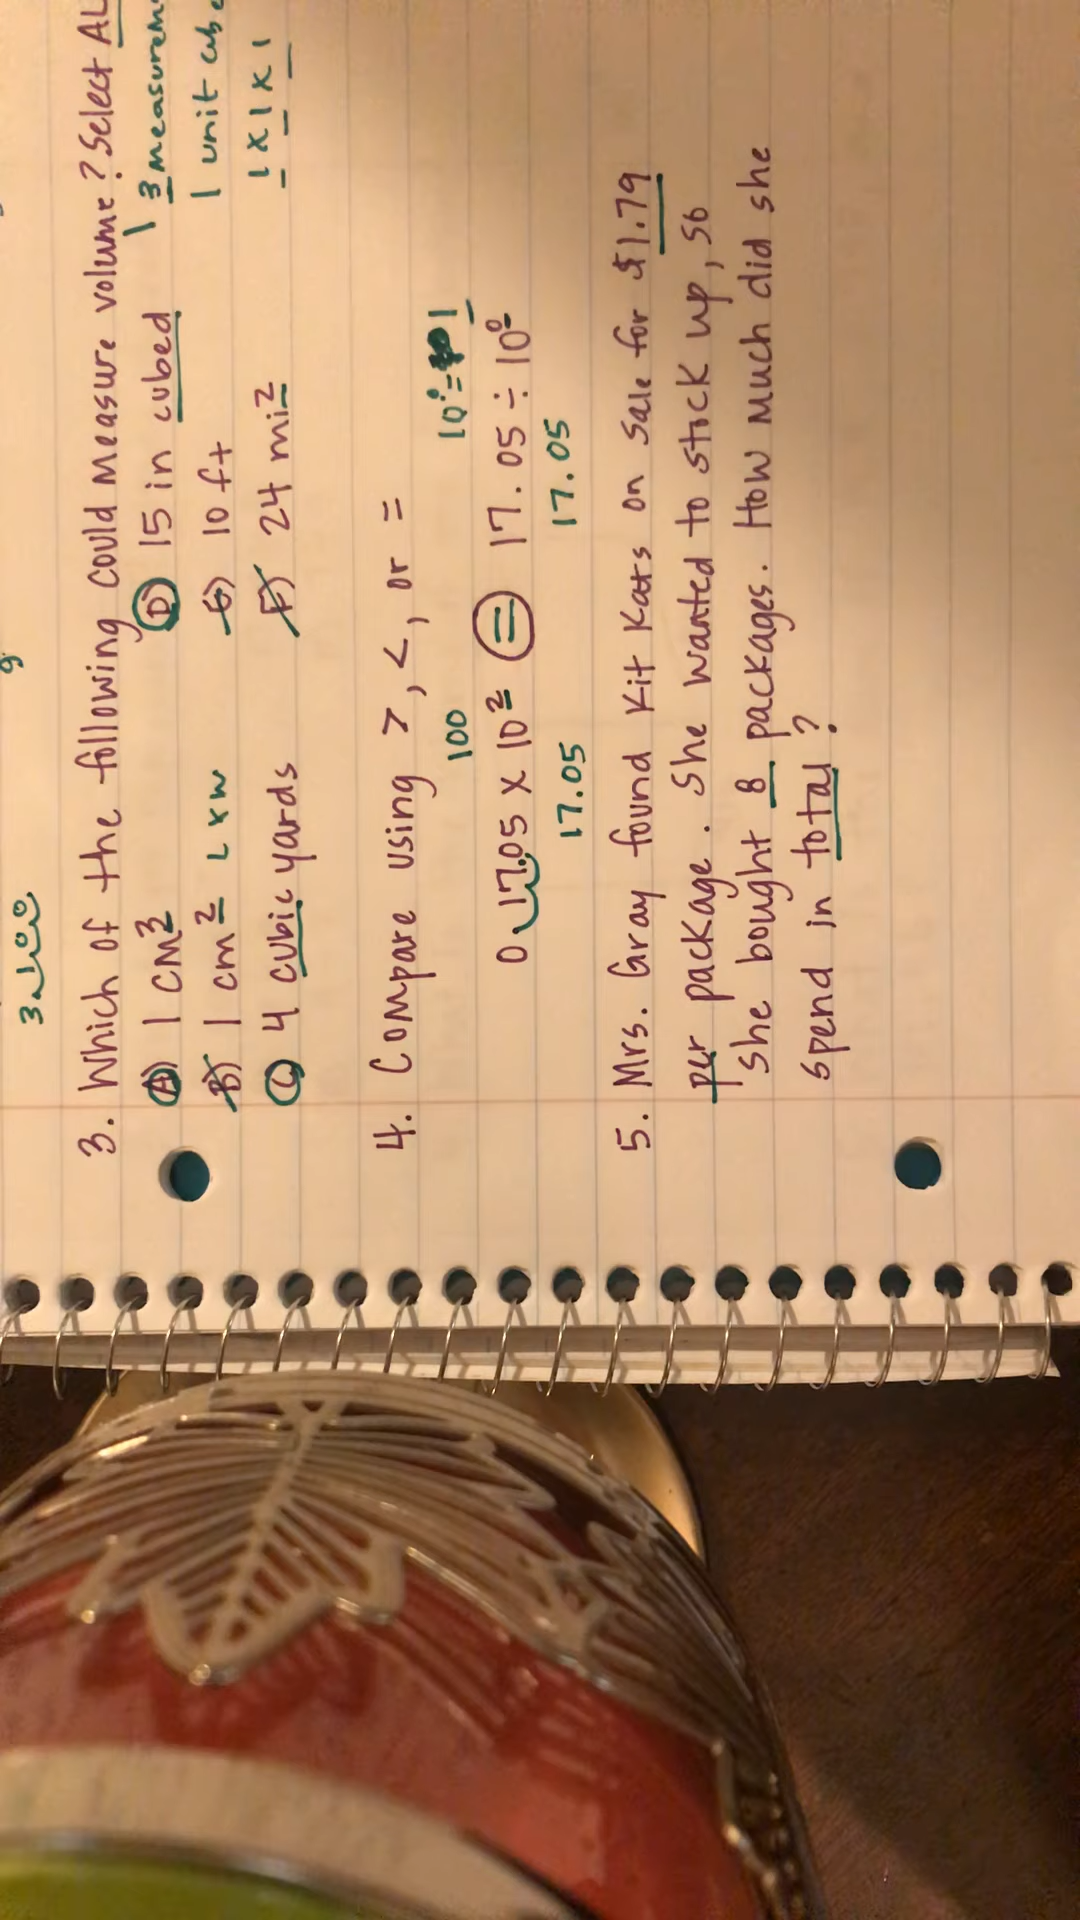 3. Which of the following could measure volume? Select AL
A) 1 cm³ D) 15 in cubed 3 measurem
B) 1 cm² L x W E) 10 ft 1 unit cube
C) 4 cubic yards F) 24 mi² 1 x 1 x 1
4. Compare using >, <, or =
100 10⁰= 1
0.1705 x 10² = 17.05 ÷ 10⁰
17.05 17.05
5. Mrs. Gray found Kit Kats on sale for $1.79
per package. She wanted to stock up, so
she bought 8 packages. How much did she
spend in total?